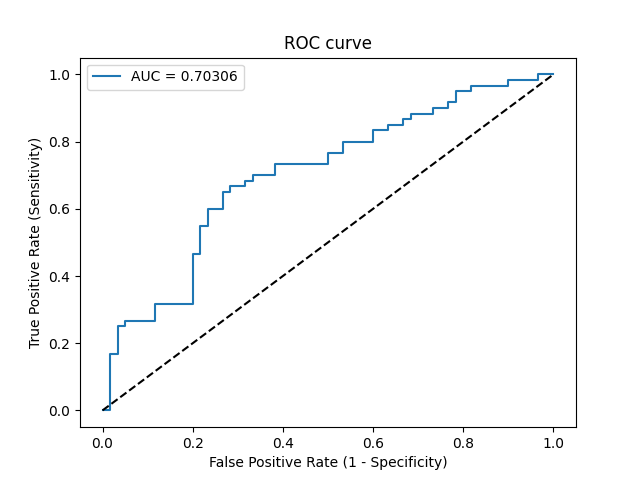 ROC curve
AUC = 0.70306
True Positive Rate (Sensitivity)
1.0
0.8
0.6
0.4
0.2
0.0
0.0 0.2 0.4 0.6 0.8 1.0
False Positive Rate (1 - Specificity)